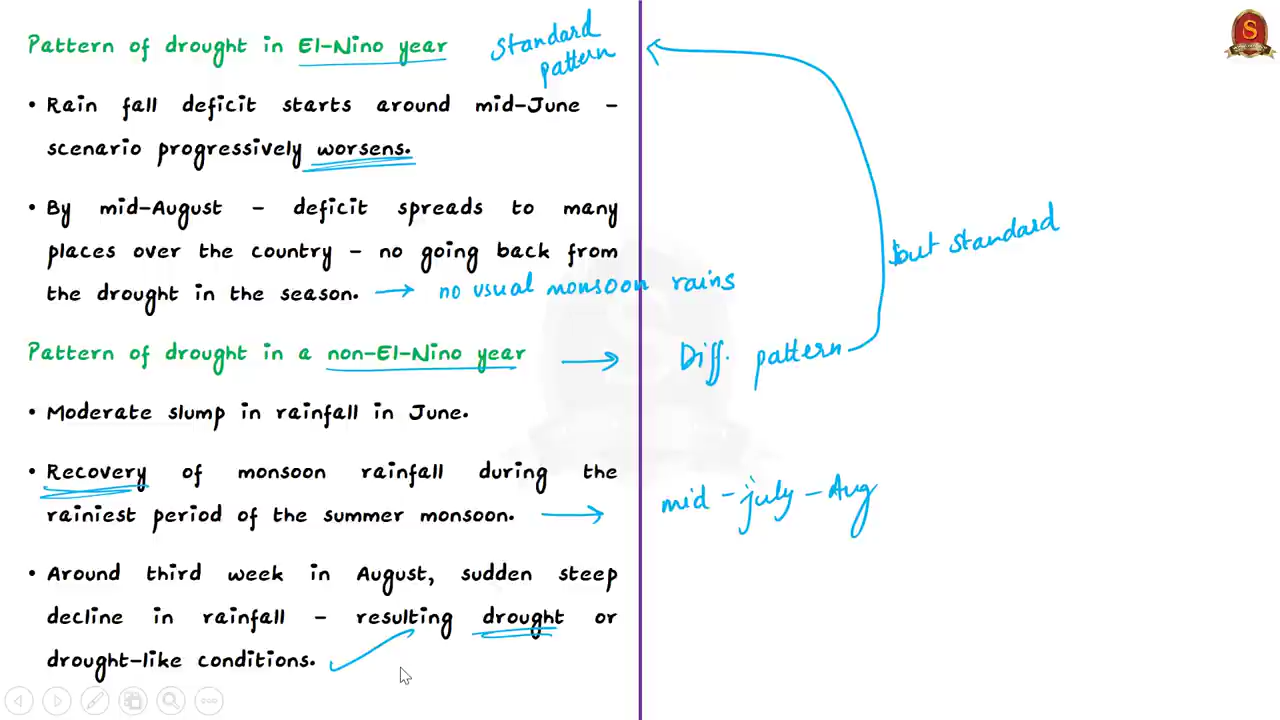 Pattern of drought in El-Nino year
Standard
pattern
• Rain fall deficit starts around mid-June -
scenario progressively worsens.
• By mid-August - deficit spreads to many
places over the country - no going back from
the drought in the season. → no usual monsoon rains
but standard
Pattern of drought in a non-El-Nino year → Diff. pattern
• Moderate slump in rainfall in June.
• Recovery of monsoon rainfall during the
rainiest period of the summer monsoon. → mid - july - Aug
• Around third week in August, sudden steep
decline in rainfall - resulting drought or
drought-like conditions.
S